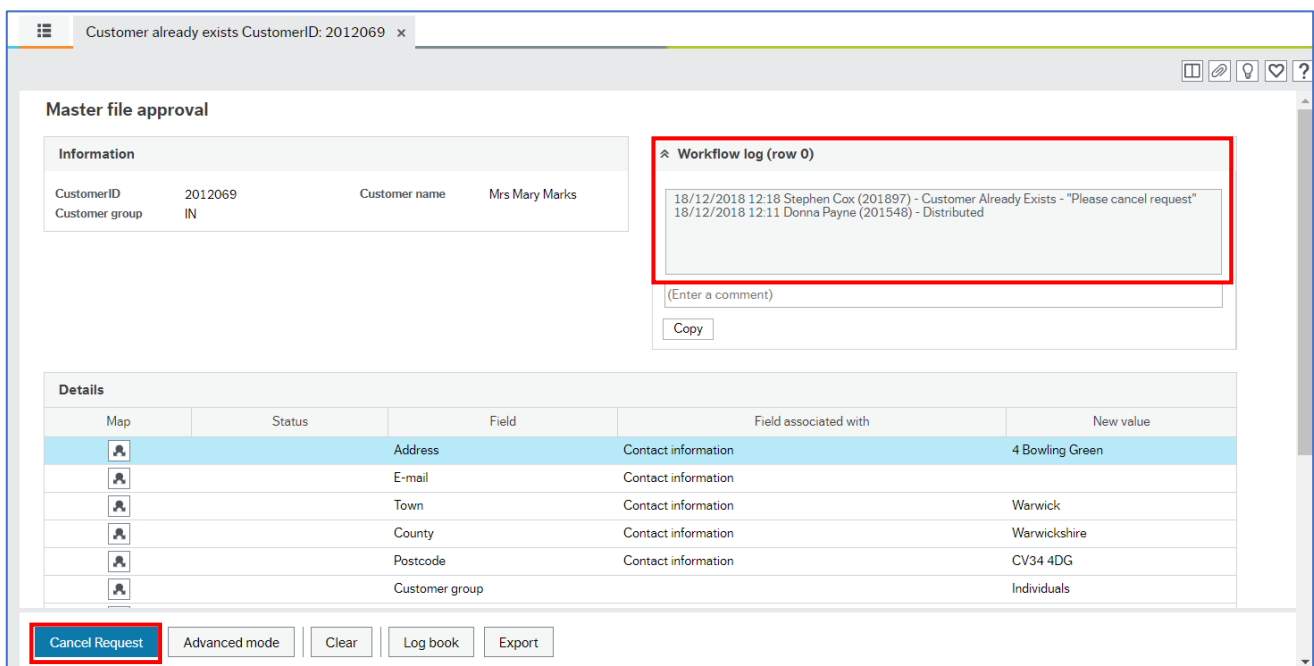 Customer already exists CustomerID: 2012069 x
?
Master file approval
Information
CustomerID 2012069 Customer name Mrs Mary Marks
Customer group IN
Workflow log (row 0)
18/12/2018 12:18 Stephen Cox (201897) - Customer Already Exists - "Please cancel request"
18/12/2018 12:11 Donna Payne (201548) - Distributed
(Enter a comment)
Copy
Details
Map Status Field Field associated with New value
Address Contact information 4 Bowling Green
E-mail Contact information
Town Contact information Warwick
County Contact information Warwickshire
Postcode Contact information CV34 4DG
Customer group Individuals
Cancel Request Advanced mode Clear Log book Export